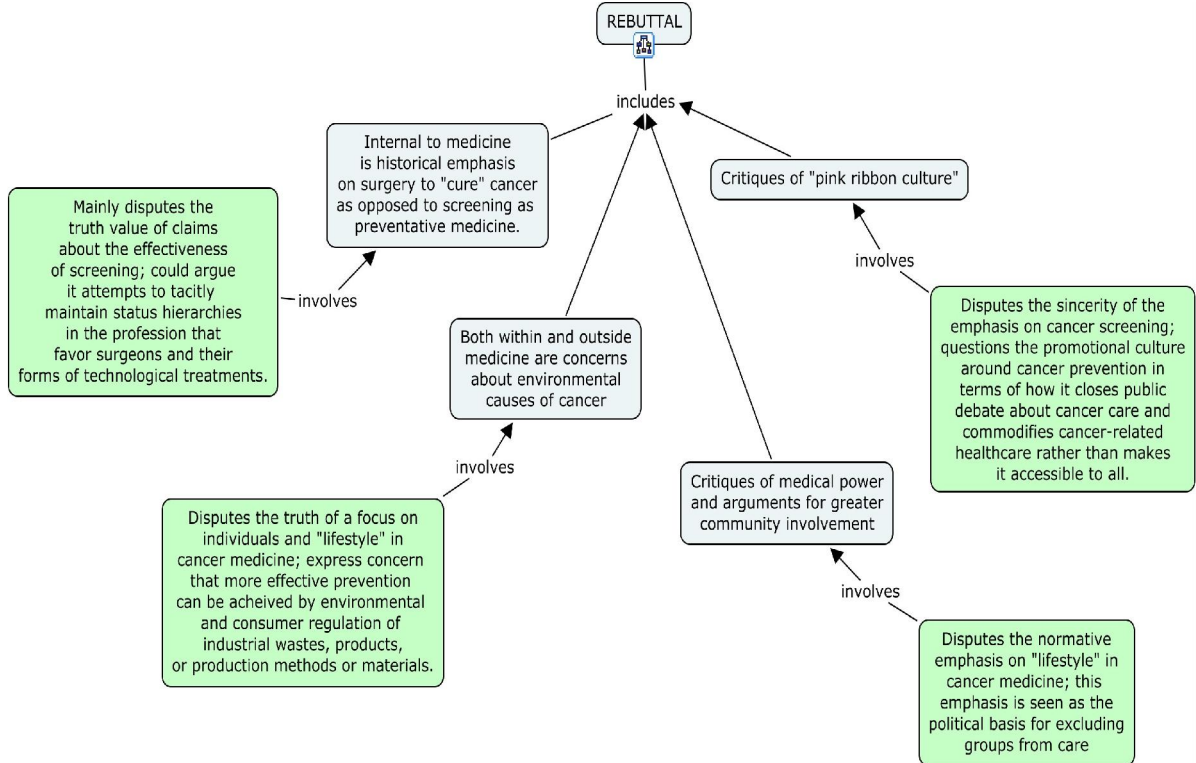 REBUTTAL
includes
Internal to medicine
is historical emphasis
on surgery to "cure" cancer
as opposed to screening as
preventative medicine.
involves
Mainly disputes the
truth value of claims
about the effectiveness
of screening; could argue
it attempts to tacitly
maintain status hierarchies
in the profession that
favor surgeons and their
forms of technological treatments.
Both within and outside
medicine are concerns
about environmental
causes of cancer
involves
Disputes the truth of a focus on
individuals and "lifestyle" in
cancer medicine; express concern
that more effective prevention
can be acheived by environmental
and consumer regulation of
industrial wastes, products,
or production methods or materials.
Critiques of medical power
and arguments for greater
community involvement
involves
Disputes the normative
emphasis on "lifestyle" in
cancer medicine; this
emphasis is seen as the
political basis for excluding
groups from care
Critiques of "pink ribbon culture"
involves
Disputes the sincerity of the
emphasis on cancer screening;
questions the promotional culture
around cancer prevention in
terms of how it closes public
debate about cancer care and
commodifies cancer-related
healthcare rather than makes
it accessible to all.